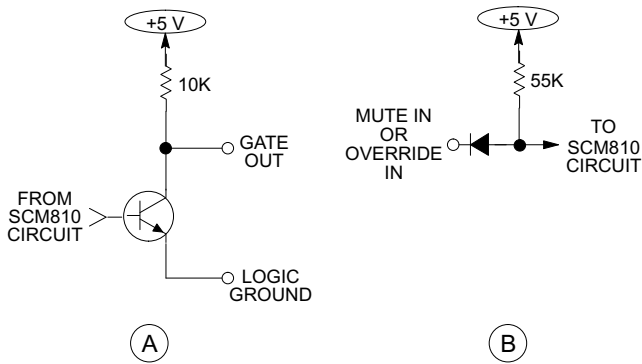 +5 V
10K
GATE
OUT
FROM
SCM810
CIRCUIT
LOGIC
GROUND
A
+5 V
55K
MUTE IN
OR
OVERRIDE
IN
TO
SCM810
CIRCUIT
B